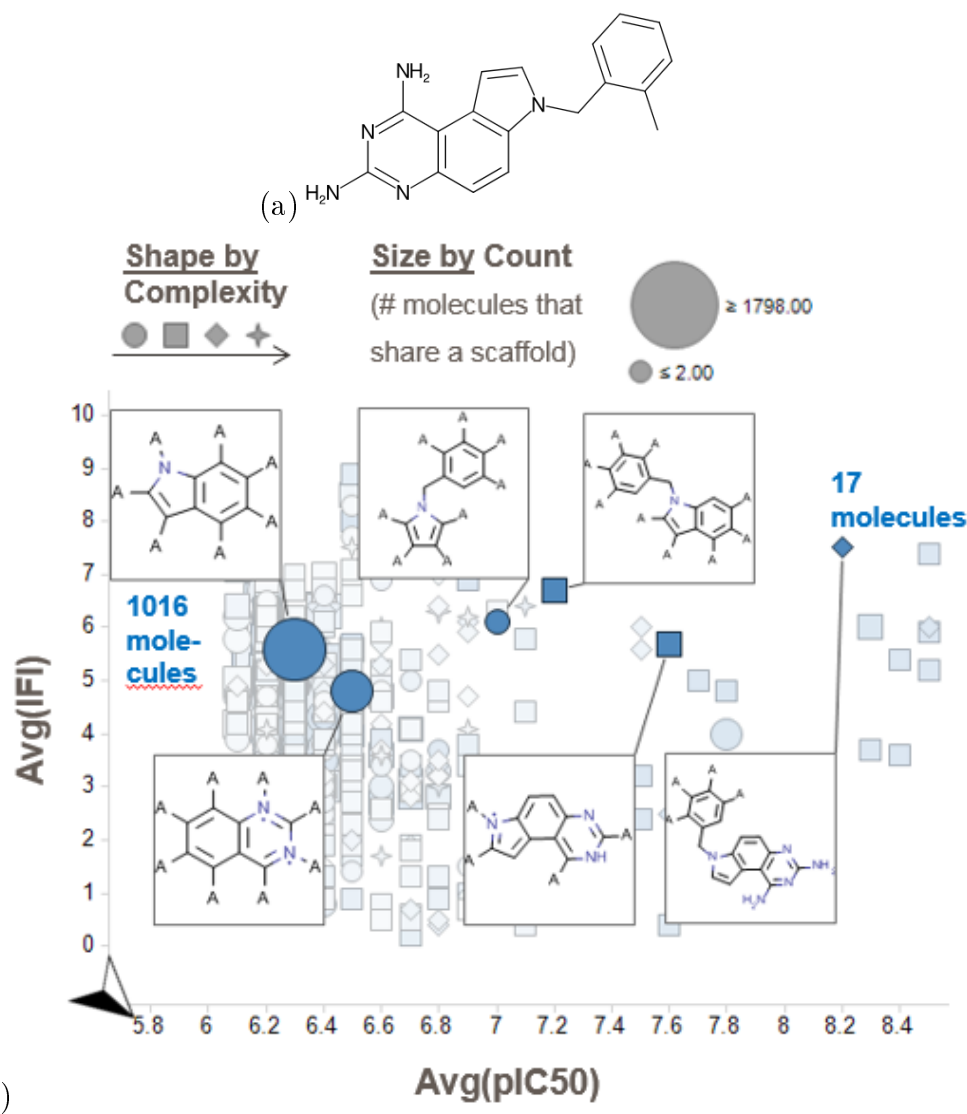 NH₂
N
N
H₂N
N
(a)
Shape by
Complexity
Size by Count
(# molecules that
share a scaffold)
≥ 1798.00
≤ 2.00
10
9
8
7
6
5
4
3
2
1
0
Avg(IFI)
A
A
A
N
A
A
A
A
A
A
A
A
A
N
A
A
A
A
A
A
A
A
A
A
N
A
A
A
A
A
17
molecules
1016
mole-
cules
A
A
A
N⁺
A
A
N⁺
A
A
A
A
A
N⁺
N
A
A
NH
A
A
A
A
A
N
N
NH₂
N
H₂N
5.8 6 6.2 6.4 6.6 6.8 7 7.2 7.4 7.6 7.8 8 8.2 8.4
Avg(pIC50)
)